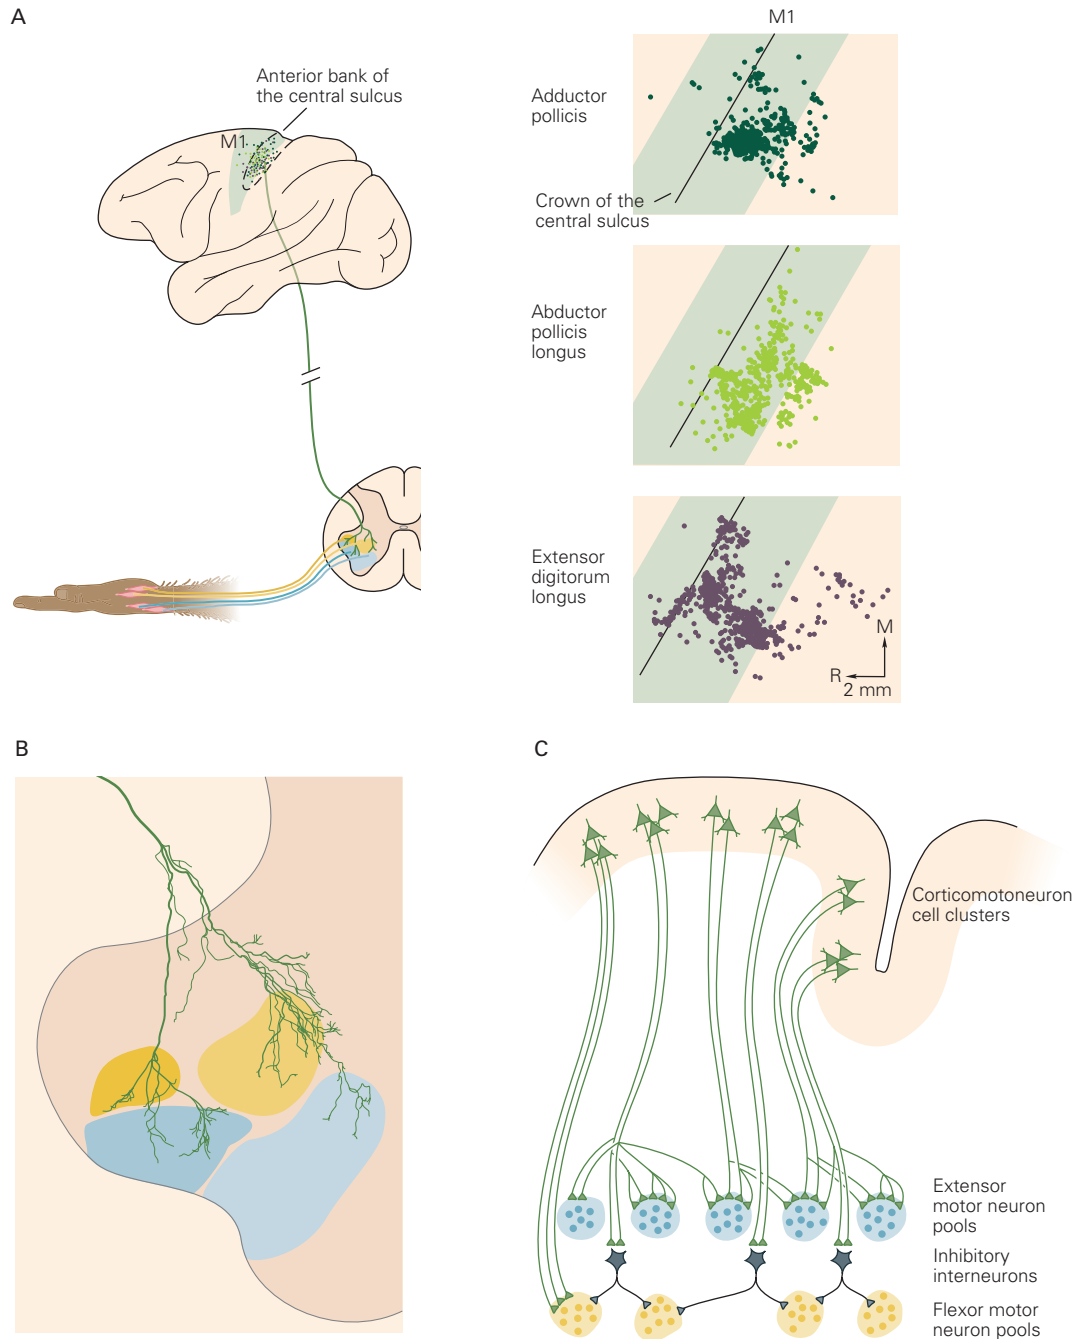 A
Anterior bank of
the central sulcus
M1
M1
Adductor
pollicis
Crown of the
central sulcus
Abductor
pollicis
longus
Extensor
digitorum
longus
M
R
2 mm
B
C
Corticomotoneuron
cell clusters
Extensor
motor neuron
pools
Inhibitory
interneurons
Flexor motor
neuron pools